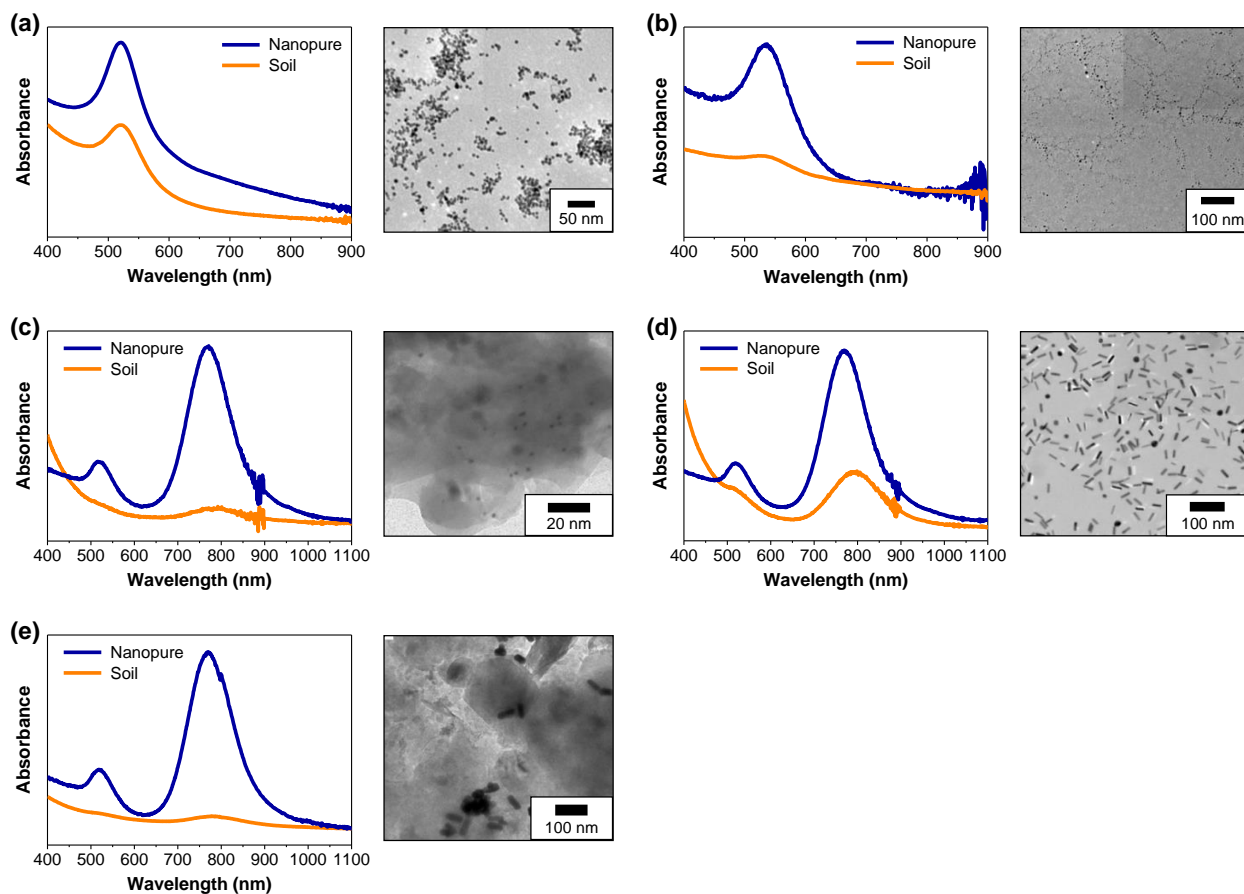 (a)
Absorbance
Nanopure
Soil
400 500 600 700 800 900
Wavelength (nm)
50 nm
(b)
Absorbance
Nanopure
Soil
400 500 600 700 800 900
Wavelength (nm)
100 nm
(c)
Absorbance
Nanopure
Soil
400 500 600 700 800 900 1000 1100
Wavelength (nm)
20 nm
(d)
Absorbance
Nanopure
Soil
400 500 600 700 800 900 1000 1100
Wavelength (nm)
100 nm
(e)
Absorbance
Nanopure
Soil
400 500 600 700 800 900 1000 1100
Wavelength (nm)
100 nm